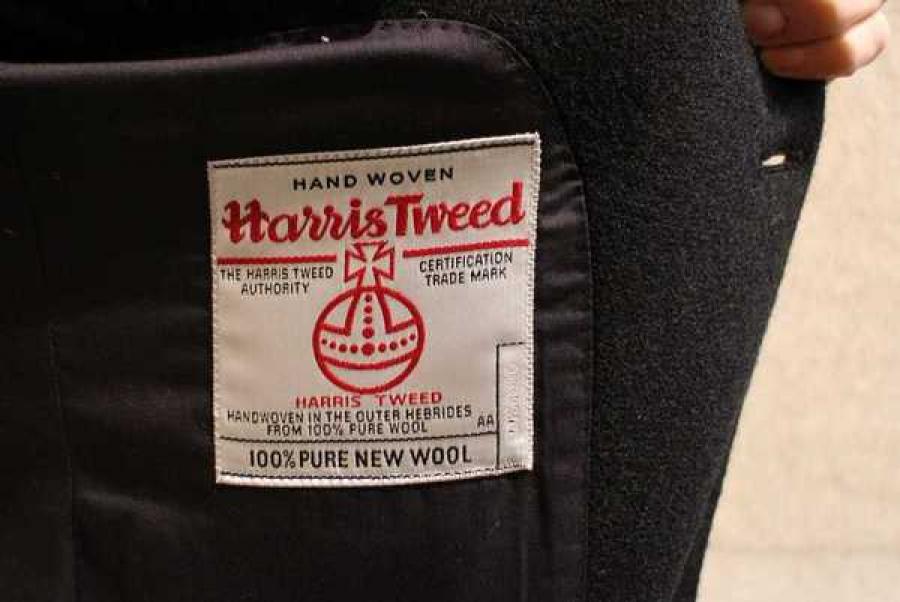 HAND WOVEN
Harris Tweed
THE HARRIS TWEED
AUTHORITY
CERTIFICATION
TRADE MARK
HARRIS TWEED
HANDWOVEN IN THE OUTER HEBRIDES
FROM 100% PURE WOOL
AA
100% PURE NEW WOOL